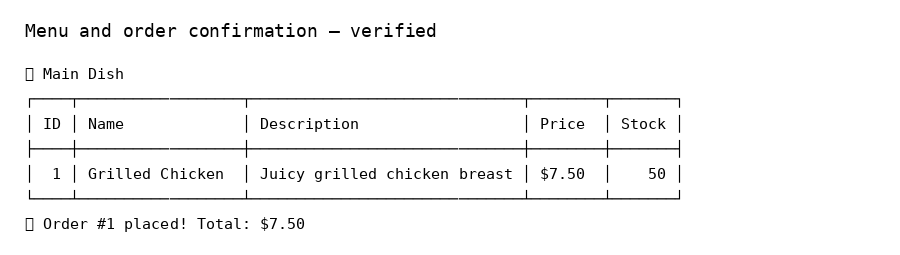 Menu and order confirmation — verified
Main Dish
ID Name Description Price Stock
1 Grilled Chicken Juicy grilled chicken breast $7.50 50
Order #1 placed! Total: $7.50